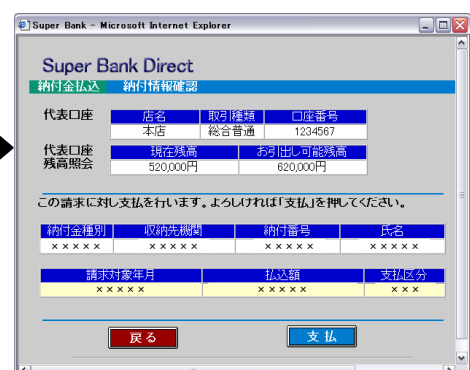 Super Bank - Microsoft Internet Explorer
Super Bank Direct
納付金払込 納付情報確認
代表口座 店名 取引種類 口座番号
本店 総合普通 1234567
代表口座 現在残高 お引出し可能残高
残高照会 520,000円 620,000円
この請求に対し支払を行います。よろしければ「支払」を押してください。
納付金種別 収納先機関 納付番号 氏名
××××× ××××× ××××× ×××××
請求対象年月 払込額 支払区分
××××× ××××× ×××
戻る 支払